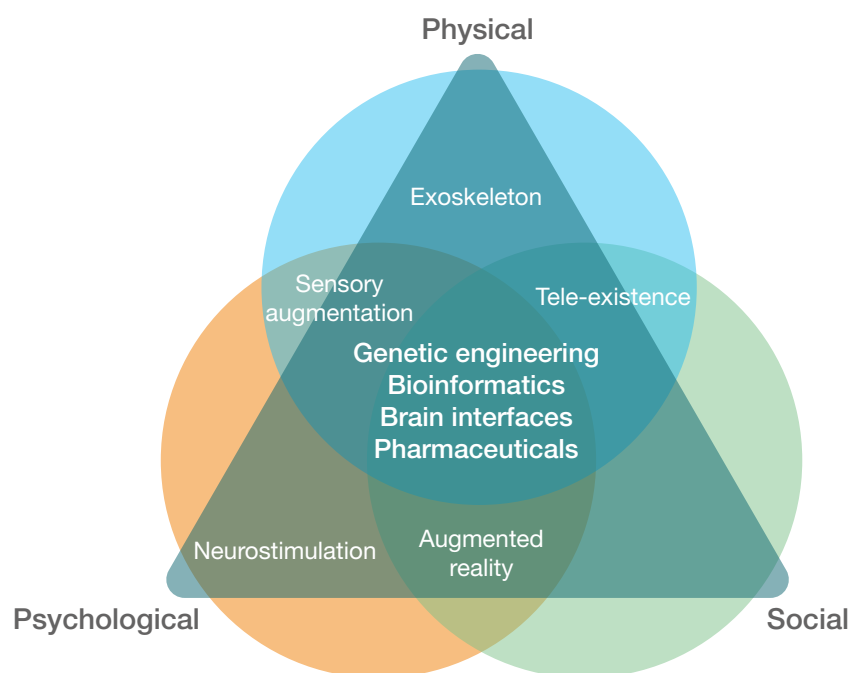 Physical
Exoskeleton
Sensory
augmentation
Tele-existence
Genetic engineering
Bioinformatics
Brain interfaces
Pharmaceuticals
Neurostimulation
Augmented
reality
Psychological
Social